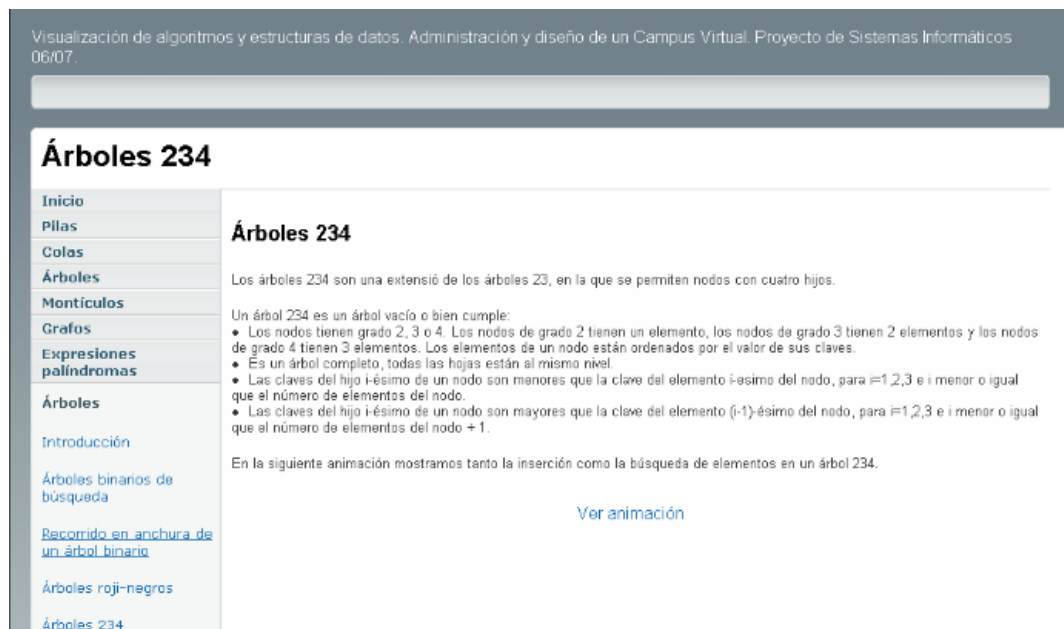 Visualización de algoritmos y estructuras de datos. Administración y diseño de un Campus Virtual. Proyecto de Sistemas Informáticos
06/07.
Árboles 234
Inicio
Pilas
Colas
Árboles
Montículos
Grafos
Expresiones
palíndromas
Árboles
Introducción
Árboles binarios de
búsqueda
Recorrido en anchura de
un árbol binario
Árboles roji-negros
Árboles 234
Árboles 234
Los árboles 234 son una extensió de los árboles 23, en la que se permiten nodos con cuatro hijos.
Un árbol 234 es un árbol vacío o bien cumple:
• Los nodos tienen grado 2, 3 o 4. Los nodos de grado 2 tienen un elemento, los nodos de grado 3 tienen 2 elementos y los nodos
de grado 4 tienen 3 elementos. Los elementos de un nodo están ordenados por el valor de sus claves.
• Es un árbol completo, todas las hojas están al mismo nivel.
• Las claves del hijo i-ésimo de un nodo son menores que la clave del elemento i-esimo del nodo, para i=1,2,3 e i menor o igual
que el número de elementos del nodo.
• Las claves del hijo i-ésimo de un nodo son mayores que la clave del elemento (i-1)-ésimo del nodo, para i=1,2,3 e i menor o igual
que el número de elementos del nodo + 1.
En la siguiente animación mostramos tanto la inserción como la búsqueda de elementos en un árbol 234.
Ver animación